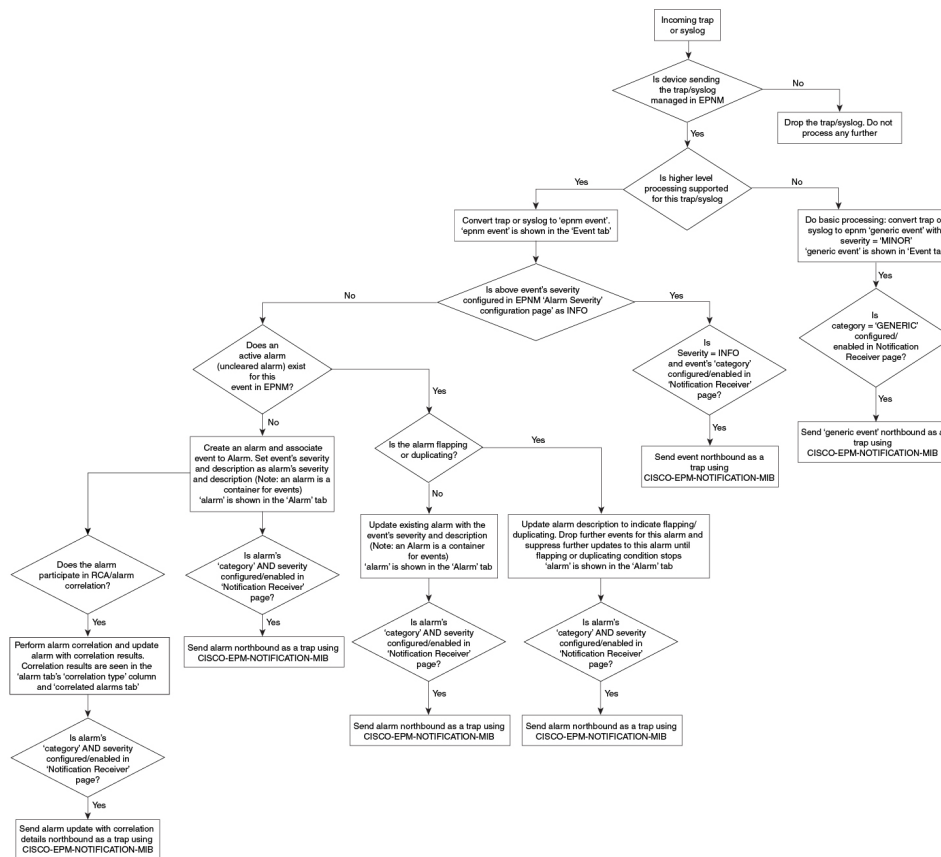 Incoming trap
or syslog
Is device sending
the trap/syslog
managed in EPNM
No
Drop the trap/syslog. Do not
process any further
Yes
Is higher level
processing supported
for this trap/syslog
Yes
No
Convert trap or syslog to ‘epnm event’.
‘epnm event’ is shown in the ‘Event tab’
Do basic processing: convert trap o
syslog to epnm ‘generic event’ with
severity = ‘MINOR’
‘generic event’ is shown in ‘Event ta
Is above event’s severity
configured in EPNM ‘Alarm Severity’
configuration page’ as INFO
No
Yes
Yes
Is
category = ‘GENERIC’
configured/
enabled in Notification
Receiver page?
Yes
Send ‘generic event’ northbound as a
trap using
CISCO-EPM-NOTIFICATION-MIB
Is
Severity = INFO
and event’s ‘category’
configured/enabled in
‘Notification Receiver’
page?
Yes
Send event northbound as a
trap using
CISCO-EPM-NOTIFICATION-MIB
Does an
active alarm
(uncleared alarm) exist
for this
event in EPNM?
Yes
No
Create an alarm and associate
event to Alarm. Set event’s severity
and description as alarm’s severity
and description (Note: an alarm is a
container for events)
‘alarm’ is shown in the ‘Alarm’ tab
Is the alarm flapping
or duplicating?
Yes
No
Update existing alarm with the
event’s severity and description
(Note: an Alarm is a container
for events)
‘alarm’ is shown in the ‘Alarm’ tab
Update alarm description to indicate flapping/
duplicating. Drop further events for this alarm and
suppress further updates to this alarm until
flapping or duplicating condition stops
‘alarm’ is shown in the ‘Alarm’ tab
Does the alarm
participate in RCA/alarm
correlation?
Yes
Is alarm’s
‘category’ AND severity
configured/enabled in
‘Notification Receiver’
page?
Yes
Send alarm northbound as a trap using
CISCO-EPM-NOTIFICATION-MIB
Is alarm’s
‘category’ AND severity
configured/enabled in
‘Notification Receiver’
page?
Yes
Send alarm northbound as a trap using
CISCO-EPM-NOTIFICATION-MIB
Is alarm’s
‘category’ AND severity
configured/enabled in
‘Notification Receiver’
page?
Yes
Send alarm northbound as a trap using
CISCO-EPM-NOTIFICATION-MIB
Perform alarm correlation and update
alarm with correlation results.
Correlation results are seen in the
‘alarm tab’s ‘correlation type’ column
and ‘correlated alarms tab’
Is alarm’s
‘category’ AND severity
configured/enabled in
‘Notification Receiver’
page?
Yes
Send alarm update with correlation
details northbound as a trap using
CISCO-EPM-NOTIFICATION-MIB